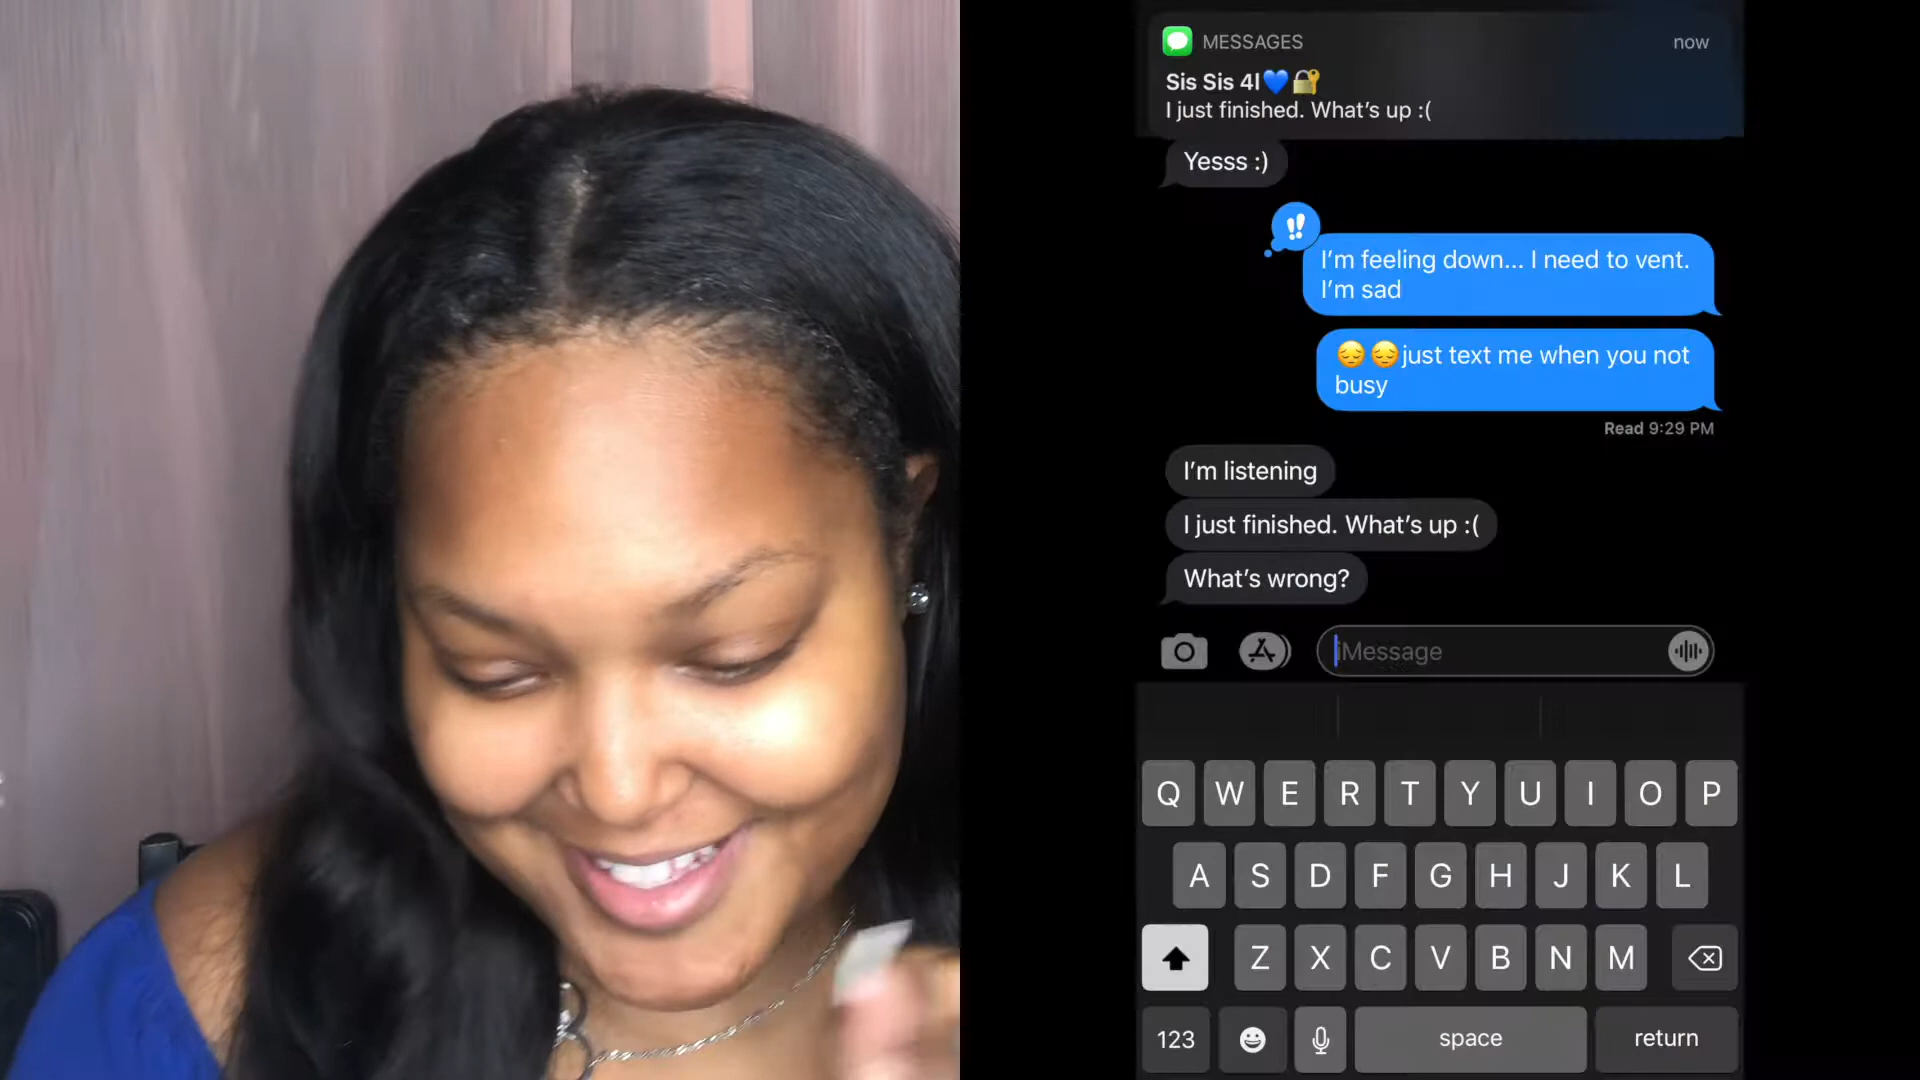 MESSAGES
now
Sis Sis 4l💙🔐
I just finished. What’s up :(
Yesss :)
I’m feeling down... I need to vent.
I’m sad
😔😔just text me when you not
busy
Read 9:29 PM
I’m listening
I just finished. What’s up :(
What’s wrong?
iMessage
Q W E R T Y U I O P
A S D F G H J K L
Z X C V B N M
123 space return